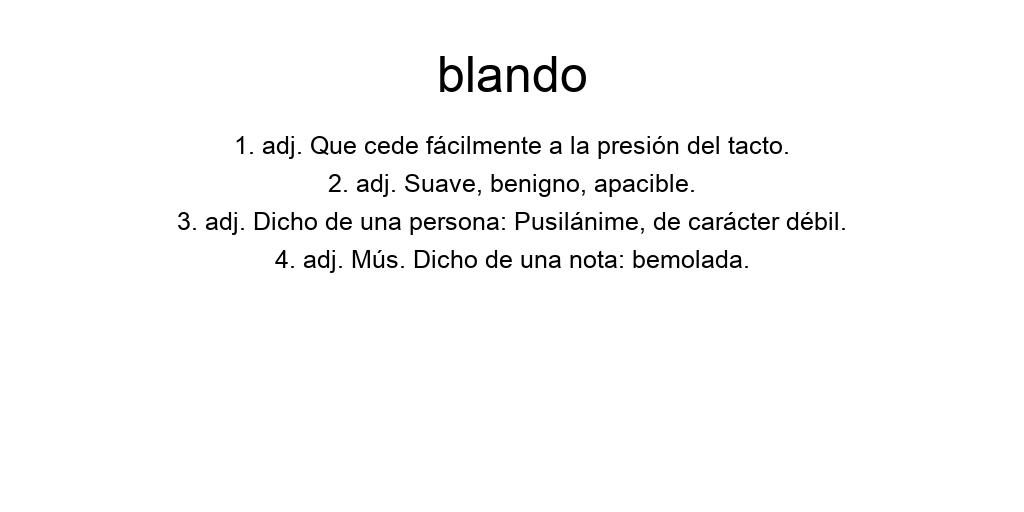 blando
1. adj. Que cede fácilmente a la presión del tacto.
2. adj. Suave, benigno, apacible.
3. adj. Dicho de una persona: Pusilánime, de carácter débil.
4. adj. Mús. Dicho de una nota: bemolada.